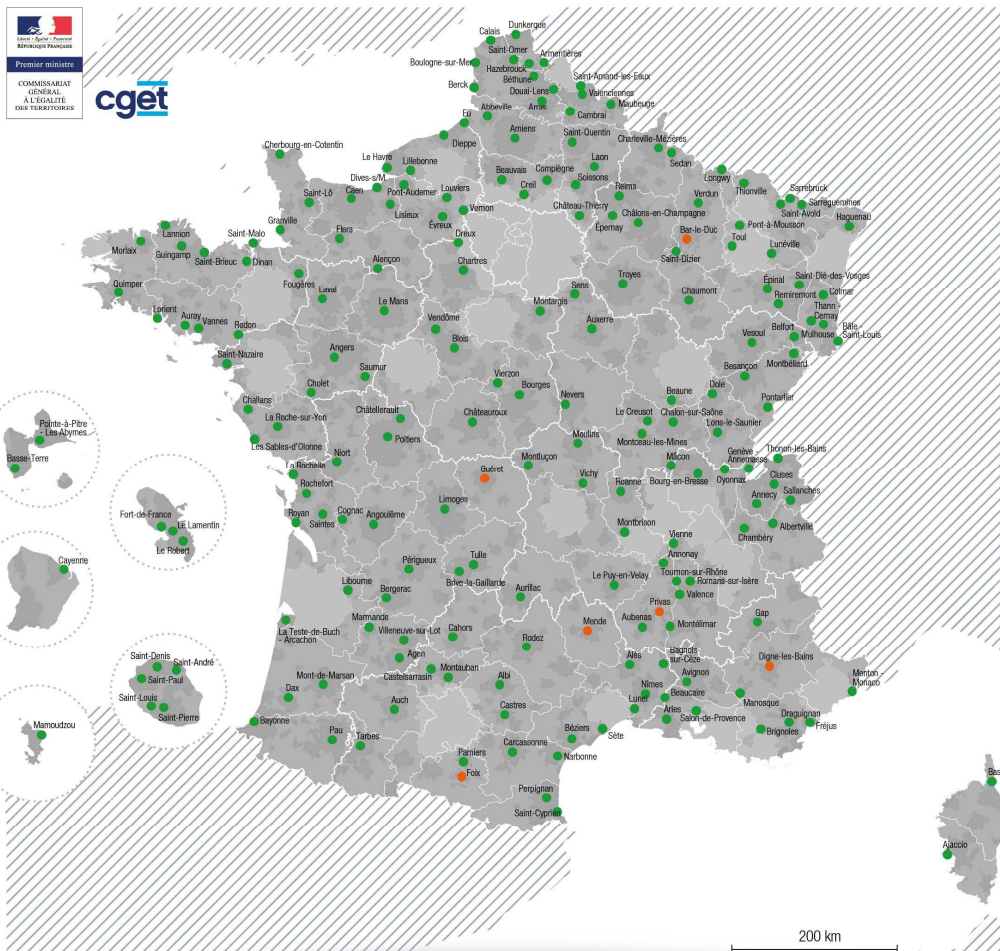 Liberté • Égalité • Fraternité
RÉPUBLIQUE FRANÇAISE
Premier ministre
COMMISSARIAT
GÉNÉRAL
À L'ÉGALITÉ
DES TERRITOIRES
cget
Dunkerque
Calais
Saint-Omer
Armentières
Hazebrouck
Boulogne-sur-Mer
Béthune
Saint-Amand-les-Eaux
Berck
Douai-Lens
Valenciennes
Maubeuge
Abbeville
Arras
Cambrai
Eu
Amiens
Saint-Quentin
Dieppe
Charleville-Mézières
Cherbourg-en-Cotentin
Le Havre
Lillebonne
Laon
Sedan
Beauvais
Compiègne
Soissons
Longwy
Dives-s/M.
Pont-Audemer
Louviers
Creil
Reims
Verdun
Thionville
Sarrebruck
Saint-Lô
Caen
Sarreguemines
Lisieux
Vernon
Château-Thierry
Châlons-en-Champagne
Saint-Avold
Haguenau
Granville
Évreux
Épernay
Pont-à-Mousson
Flers
Dreux
Bar-le-Duc
Toul
Lannion
Saint-Malo
Lunéville
Morlaix
Guingamp
Saint-Brieuc
Dinan
Alençon
Chartres
Saint-Dizier
Quimper
Fougères
Laval
Sens
Troyes
Épinal
Saint-Dié-des-Vosges
Chaumont
Remiremont
Colmar
Le Mans
Montargis
Lorient
Auray
Vannes
Redon
Vendôme
Auxerre
Thann -
Cernay
Blois
Vesoul
Belfort
Mulhouse
Bâle -
Saint-Louis
Saint-Nazaire
Angers
Montbéliard
Saumur
Besançon
Cholet
Vierzon
Bourges
Nevers
Beaune
Dole
Pontarlier
Challans
Châtellerault
Châteauroux
Le Creusot
Chalon-sur-Saône
La Roche-sur-Yon
Lons-le-Saunier
Poitiers
Moulins
Montceau-les-Mines
Les Sables-d'Olonne
Niort
Thonon-les-Bains
La Rochelle
Guéret
Montluçon
Mâcon
Genève -
Annemasse
Rochefort
Vichy
Roanne
Bourg-en-Bresse
Oyonnax
Cluses
Annecy
Sallanches
Limoges
Royan
Saintes
Cognac
Angoulême
Montbrison
Vienne
Chambéry
Albertville
Périgueux
Tulle
Annonay
Libourne
Bergerac
Brive-la-Gaillarde
Aurillac
Le Puy-en-Velay
Tournon-sur-Rhône
Romans-sur-Isère
Valence
Privas
La Teste-de-Buch
- Arcachon
Marmande
Villeneuve-sur-Lot
Cahors
Mende
Aubenas
Montélimar
Gap
Rodez
Agen
Alès
Bagnols-
sur-Cèze
Digne-les-Bains
Mont-de-Marsan
Castelsarrasin
Montauban
Avignon
Menton -
Monaco
Dax
Albi
Nîmes
Beaucaire
Manosque
Auch
Castres
Lunel
Arles
Salon-de-Provence
Draguignan
Fréjus
Bayonne
Pau
Tarbes
Béziers
Sète
Brignoles
Pamiers
Carcassonne
Narbonne
Foix
Perpignan
Saint-Cyprien
Bas
Ajaccio
Pointe-à-Pitre
- Les Abymes
Basse-Terre
Fort-de-France
Le Lamentin
Le Robert
Cayenne
Saint-Denis
Saint-André
Saint-Paul
Saint-Louis
Saint-Pierre
Mamoudzou
200 km